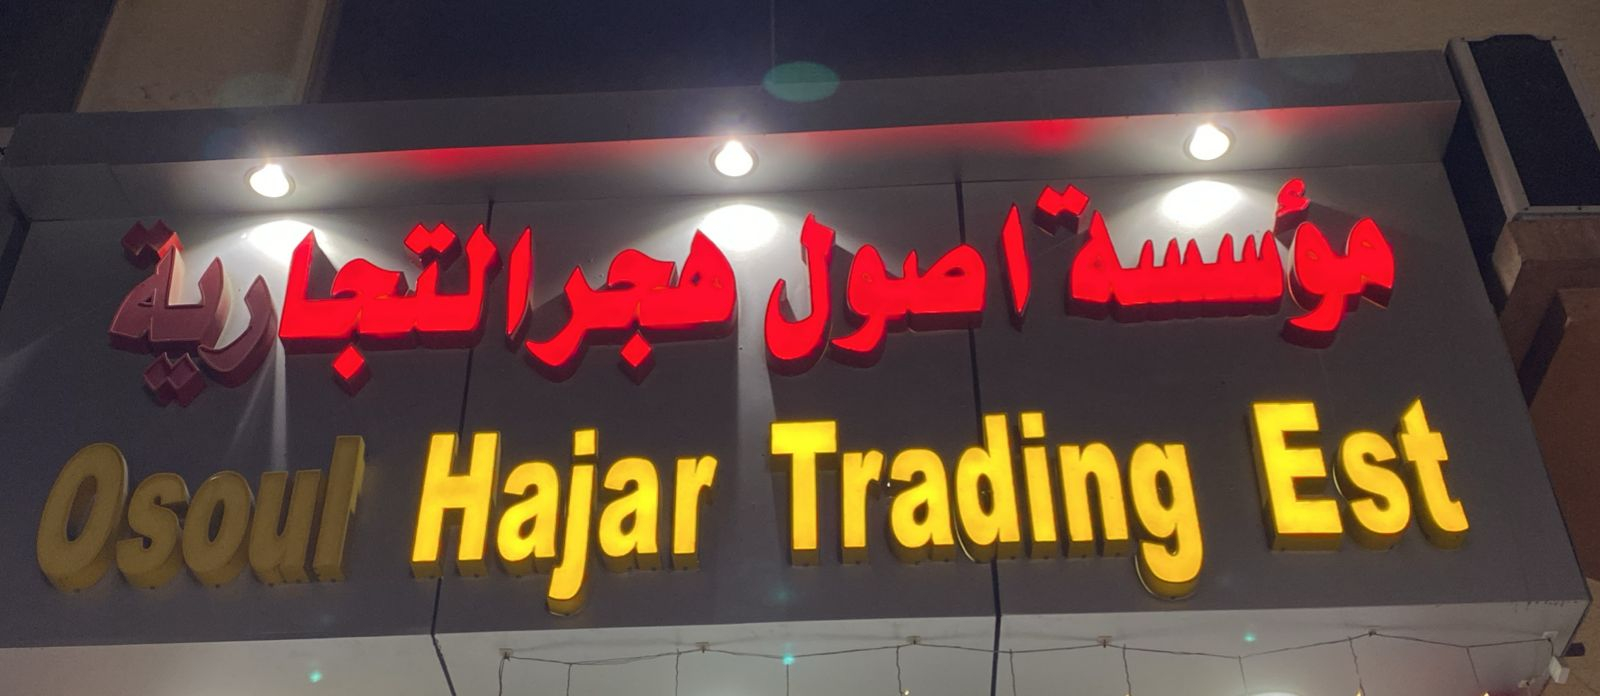 مؤسسة اصول هجر التجارية
Osoul Hajar Trading Est